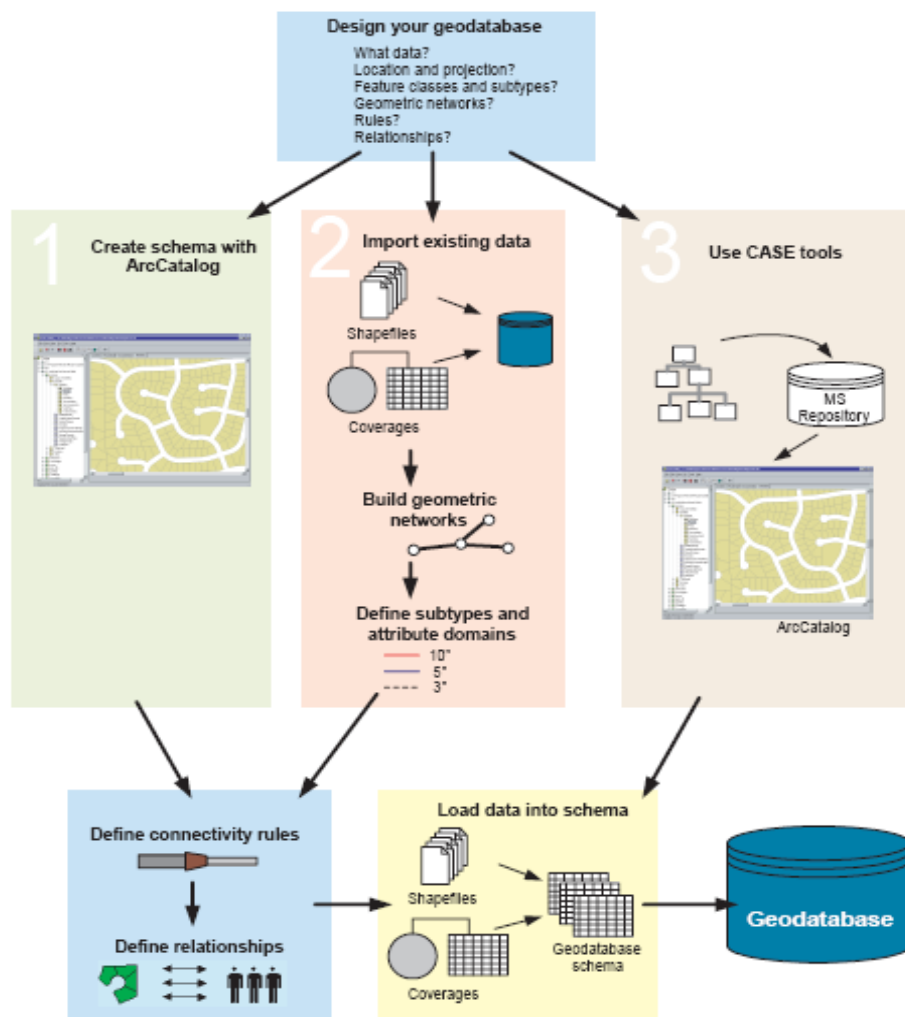 Design your geodatabase
What data?
Location and projection?
Feature classes and subtypes?
Geometric networks?
Rules?
Relationships?
1
Create schema with
ArcCatalog
2
Import existing data
Shapefiles
Coverages
Build geometric
networks
Define subtypes and
attribute domains
10"
5"
3"
3
Use CASE tools
MS
Repository
ArcCatalog
Define connectivity rules
Define relationships
Load data into schema
Shapefiles
Coverages
Geodatabase
schema
Geodatabase